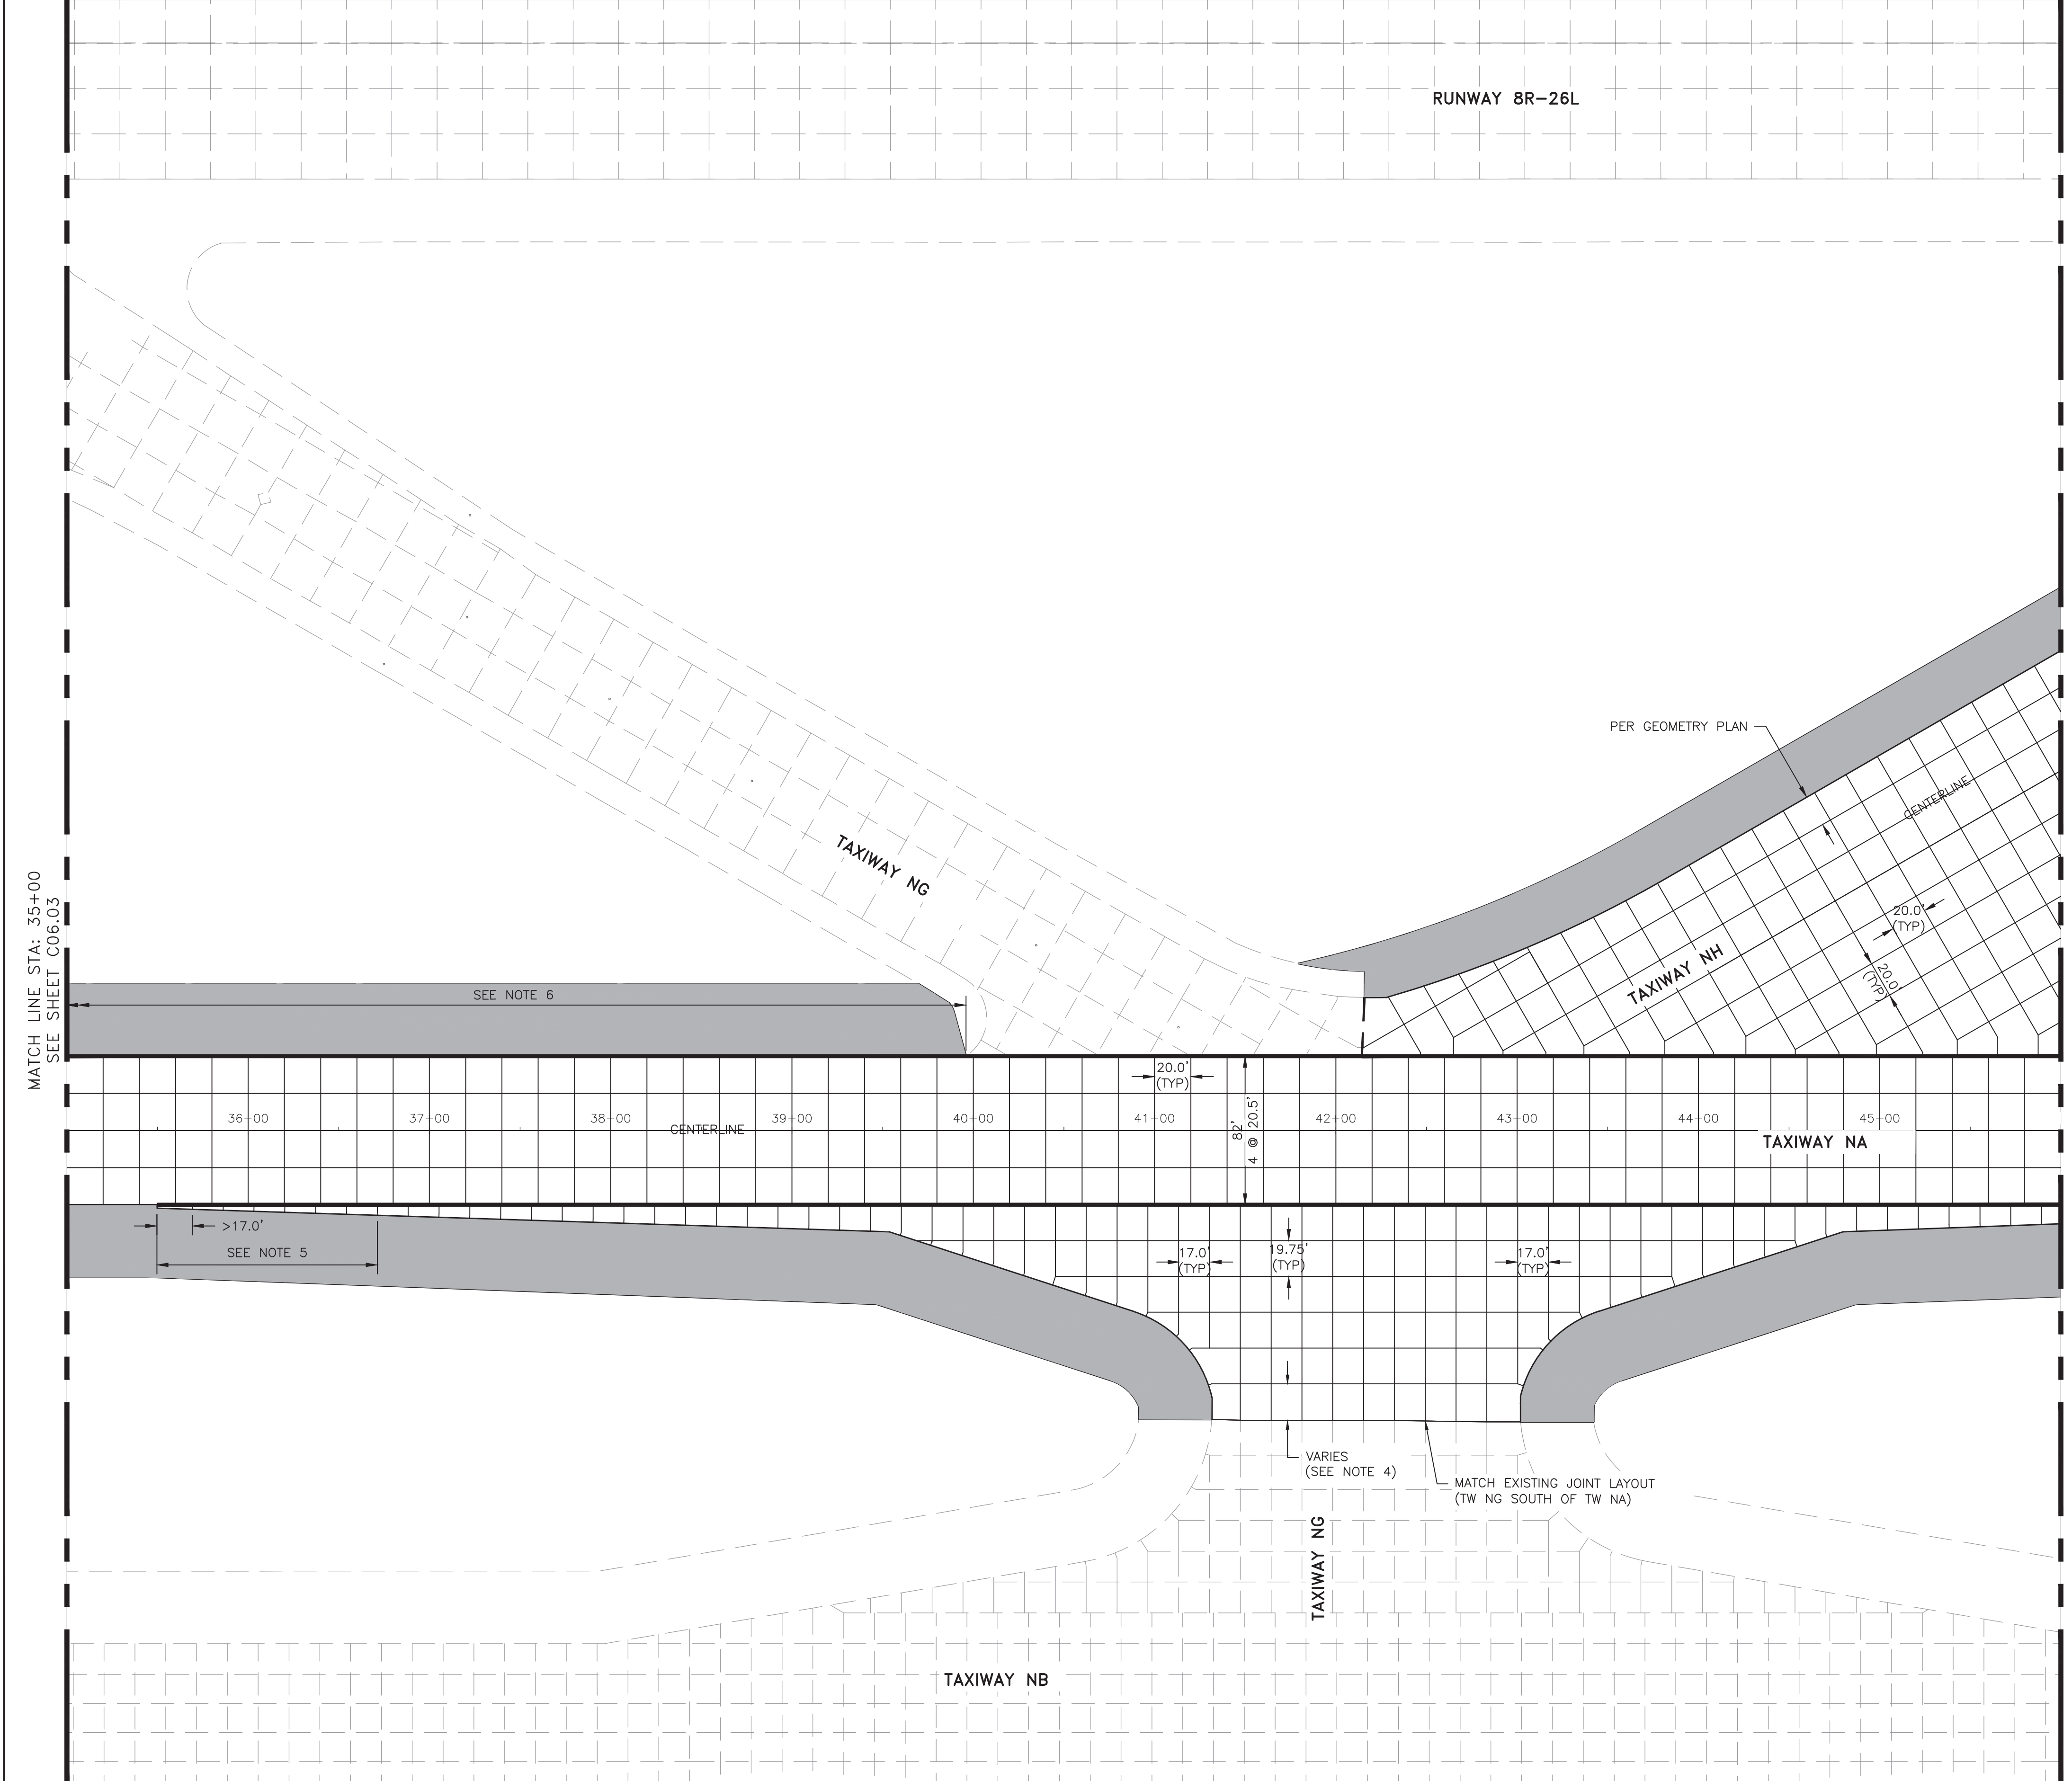 RUNWAY 8R-26L
PER GEOMETRY PLAN
CENTERLINE
TAXIWAY NG
20.0'
(TYP)
TAXIWAY NH
20.0'
(TYP)
MATCH LINE STA: 35+00
SEE SHEET C06.03
SEE NOTE 6
20.0'
(TYP)
82'
4 @ 20.5'
36+00
37+00
38+00
39+00
40+00
41+00
42+00
43+00
44+00
45+00
CENTERLINE
TAXIWAY NA
>17.0'
SEE NOTE 5
17.0'
(TYP)
19.75'
(TYP)
17.0'
(TYP)
VARIES
(SEE NOTE 4)
MATCH EXISTING JOINT LAYOUT
(TW NG SOUTH OF TW NA)
TAXIWAY NG
TAXIWAY NB